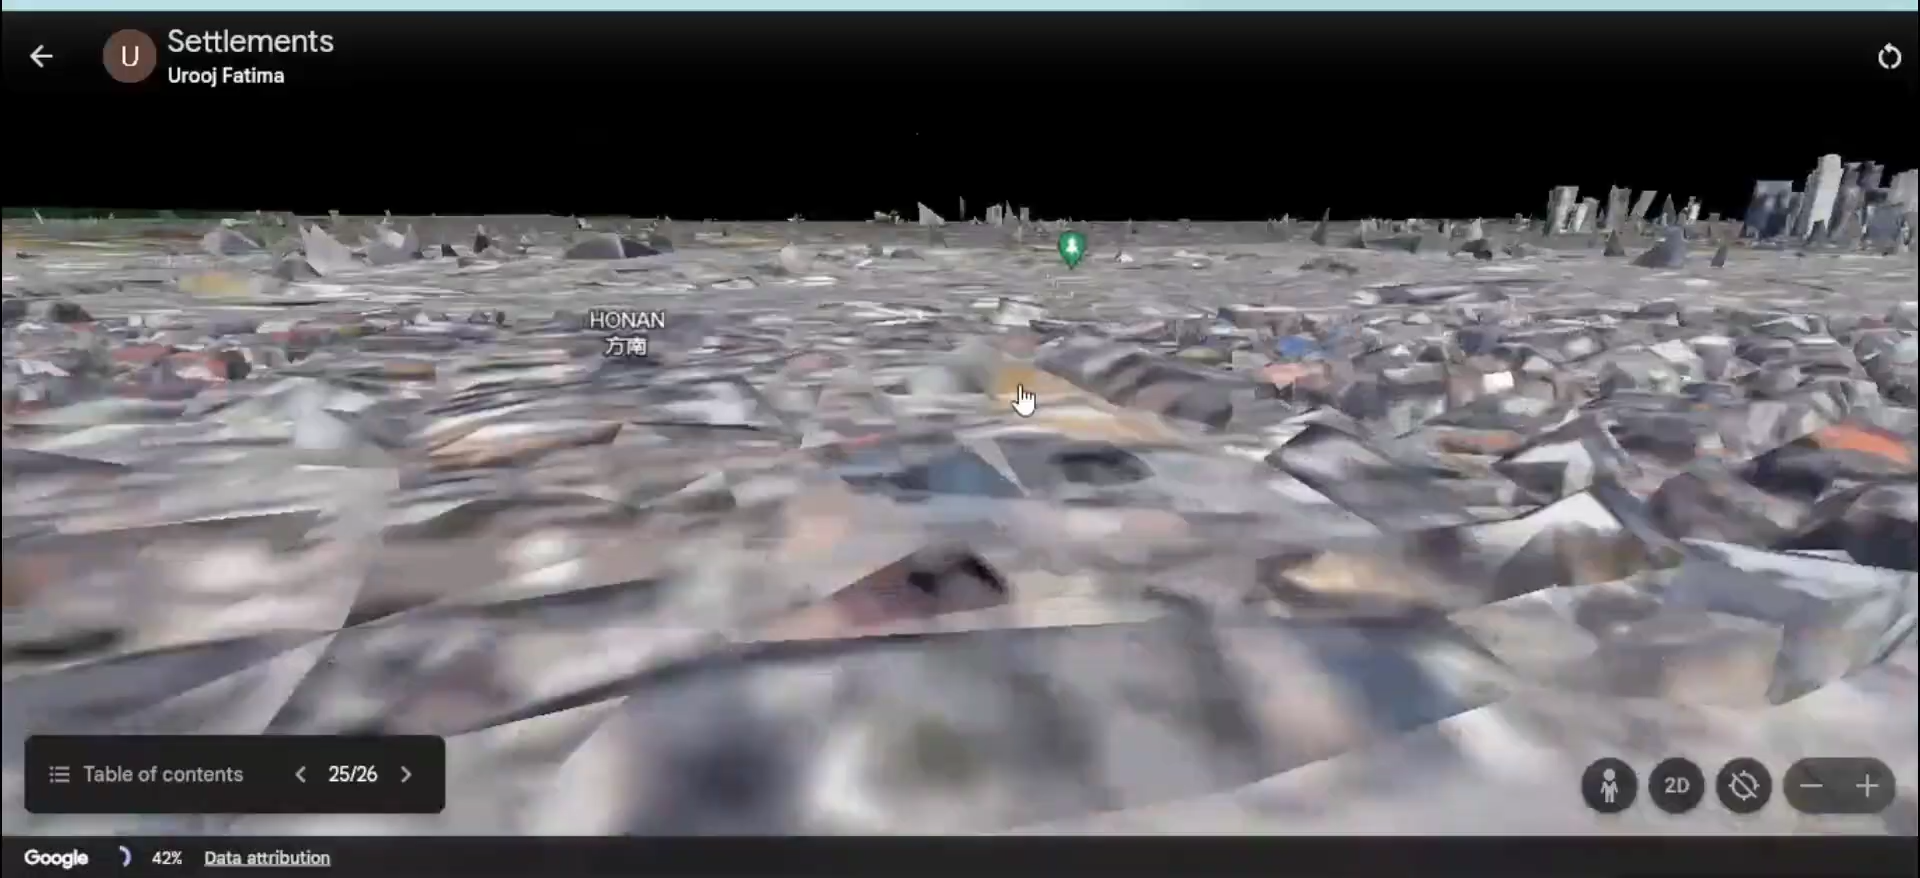 U
Settlements
Urooj Fatima
HONAN
方南
Table of contents
25/26
2D
Google
42%
Data attribution